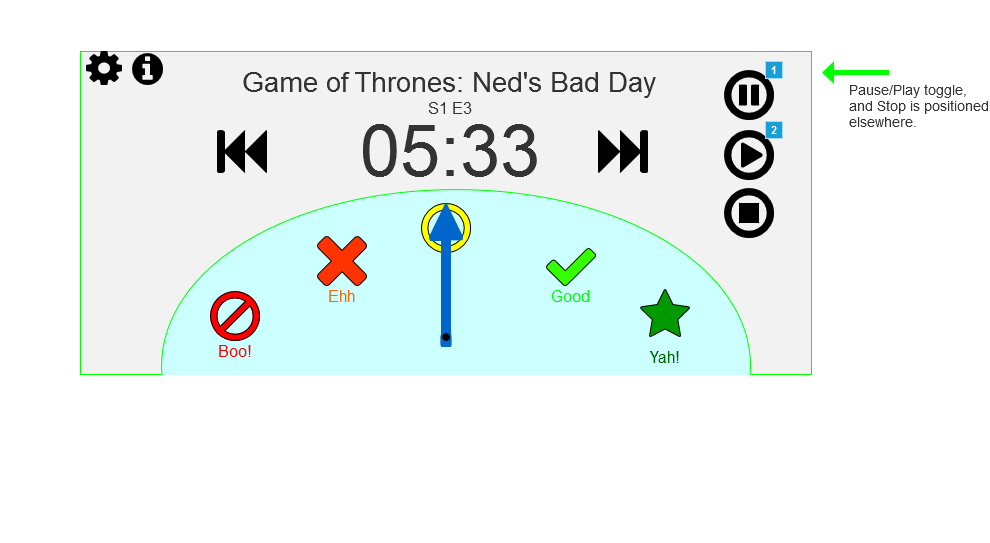 Game of Thrones: Ned's Bad Day
S1 E3
05:33
1
2
Pause/Play toggle,
and Stop is positioned
elsewhere.
Ehh
Good
Boo!
Yah!